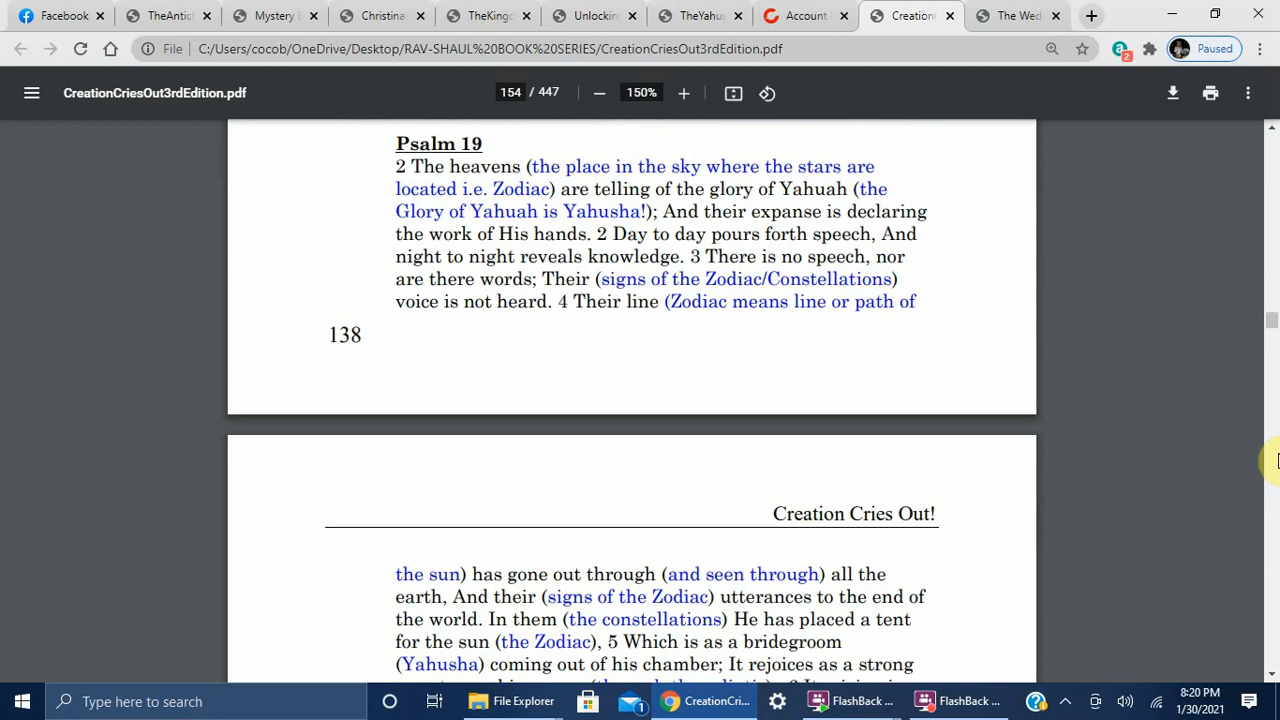 Facebook
TheAntich
Mystery
Christina
TheKing
Unlockin
TheYahus
Account
Creation
The Wed
File
C:/Users/cocob/OneDrive/Desktop/RAV-SHAUL%20BOOK%20SERIES/CreationCriesOut3rdEdition.pdf
2
Paused
CreationCriesOut3rdEdition.pdf
154 / 447
150%
Psalm 19
2 The heavens (the place in the sky where the stars are
located i.e. Zodiac) are telling of the glory of Yahuah (the
Glory of Yahuah is Yahusha!); And their expanse is declaring
the work of His hands. 2 Day to day pours forth speech, And
night to night reveals knowledge. 3 There is no speech, nor
are there words; Their (signs of the Zodiac/Constellations)
voice is not heard. 4 Their line (Zodiac means line or path of
138
Creation Cries Out!
the sun) has gone out through (and seen through) all the
earth, And their (signs of the Zodiac) utterances to the end of
the world. In them (the constellations) He has placed a tent
for the sun (the Zodiac), 5 Which is as a bridegroom
(Yahusha) coming out of his chamber; It rejoices as a strong
Type here to search
File Explorer
1
CreationCri...
FlashBack ...
FlashBack ...
8:20 PM
1/30/2021